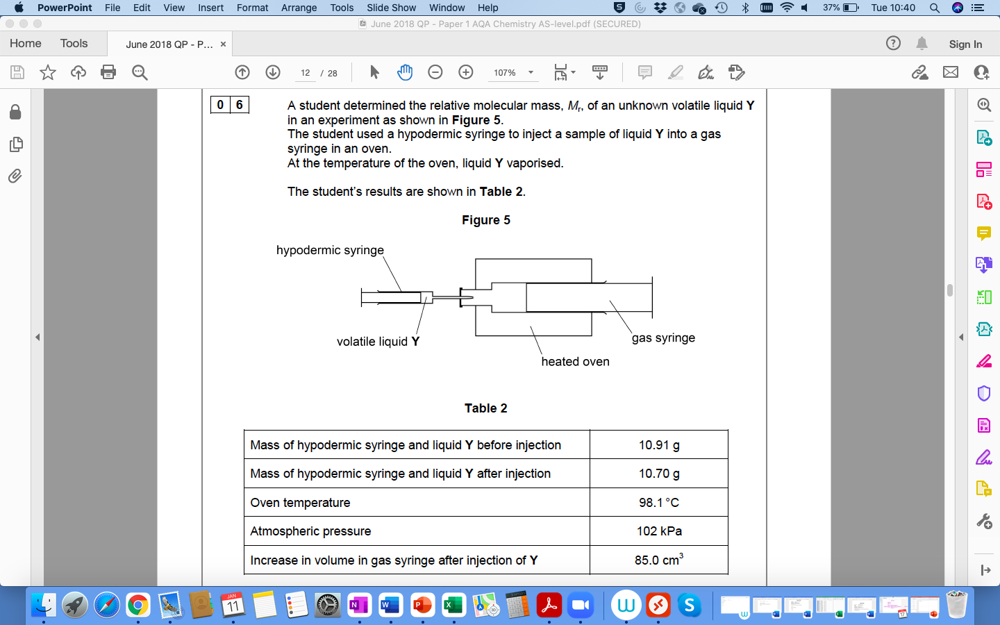 PowerPoint File Edit View Insert Format Arrange Tools Slide Show Window Help 37% Tue 10:40
June 2018 QP - Paper 1 AQA Chemistry AS-level.pdf (SECURED)
Home Tools June 2018 QP - P... × Sign In
12 / 28 107%
0 6
A student determined the relative molecular mass, Mr, of an unknown volatile liquid Y
in an experiment as shown in Figure 5.
The student used a hypodermic syringe to inject a sample of liquid Y into a gas
syringe in an oven.
At the temperature of the oven, liquid Y vaporised.
The student's results are shown in Table 2.
Figure 5
hypodermic syringe
volatile liquid Y
gas syringe
heated oven
Table 2
Mass of hypodermic syringe and liquid Y before injection 10.91 g
Mass of hypodermic syringe and liquid Y after injection 10.70 g
Oven temperature 98.1 °C
Atmospheric pressure 102 kPa
Increase in volume in gas syringe after injection of Y 85.0 cm³
JAN
11
N W P X W S